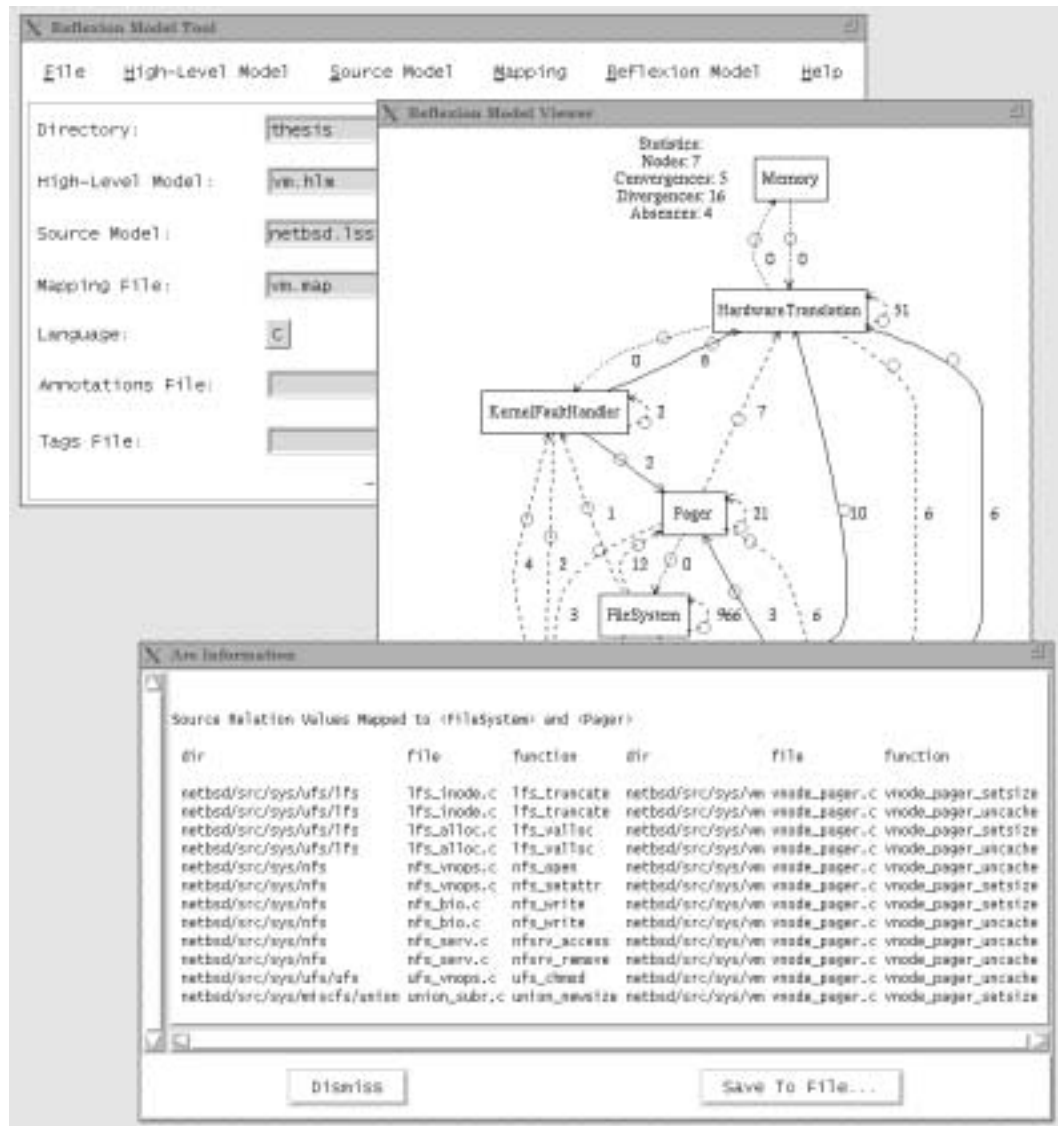 Reflexion Model Tool
File High-Level Model Source Model Mapping Reflexion Model Help
Directory: thesis
High-Level Model: vm.hlm
Source Model: netbsd.lss
Mapping File: vm.map
Language: C
Annotations File:
Tags File:
Reflexion Model Viewer
Statistics:
Nodes: 7
Convergences: 5
Divergences: 16
Absences: 4
Memory
0 0
HardwareTranslation 51
0 8
KernelFaultHandler 2
7
2
Pager 21
1 10 6 6
4 2 12 0
3 FileSystem 966 3 6
Arc Information
Source Relation Values Mapped to <FileSystem> and <Pager>
dir file function dir file function
netbsd/src/sys/ufs/lfs lfs_inode.c lfs_truncate netbsd/src/sys/vm vnode_pager.c vnode_pager_setsize
netbsd/src/sys/ufs/lfs lfs_inode.c lfs_truncate netbsd/src/sys/vm vnode_pager.c vnode_pager_uncache
netbsd/src/sys/ufs/lfs lfs_alloc.c lfs_valloc netbsd/src/sys/vm vnode_pager.c vnode_pager_setsize
netbsd/src/sys/ufs/lfs lfs_alloc.c lfs_valloc netbsd/src/sys/vm vnode_pager.c vnode_pager_uncache
netbsd/src/sys/nfs nfs_vnops.c nfs_open netbsd/src/sys/vm vnode_pager.c vnode_pager_uncache
netbsd/src/sys/nfs nfs_vnops.c nfs_setattr netbsd/src/sys/vm vnode_pager.c vnode_pager_setsize
netbsd/src/sys/nfs nfs_bio.c nfs_write netbsd/src/sys/vm vnode_pager.c vnode_pager_setsize
netbsd/src/sys/nfs nfs_bio.c nfs_write netbsd/src/sys/vm vnode_pager.c vnode_pager_uncache
netbsd/src/sys/nfs nfs_serv.c nfsrv_access netbsd/src/sys/vm vnode_pager.c vnode_pager_uncache
netbsd/src/sys/nfs nfs_serv.c nfsrv_remove netbsd/src/sys/vm vnode_pager.c vnode_pager_uncache
netbsd/src/sys/ufs/ufs ufs_vnops.c ufs_chmod netbsd/src/sys/vm vnode_pager.c vnode_pager_uncache
netbsd/src/sys/miscfs/union union_subr.c union_newsize netbsd/src/sys/vm vnode_pager.c vnode_pager_setsize
Dismiss Save To File...